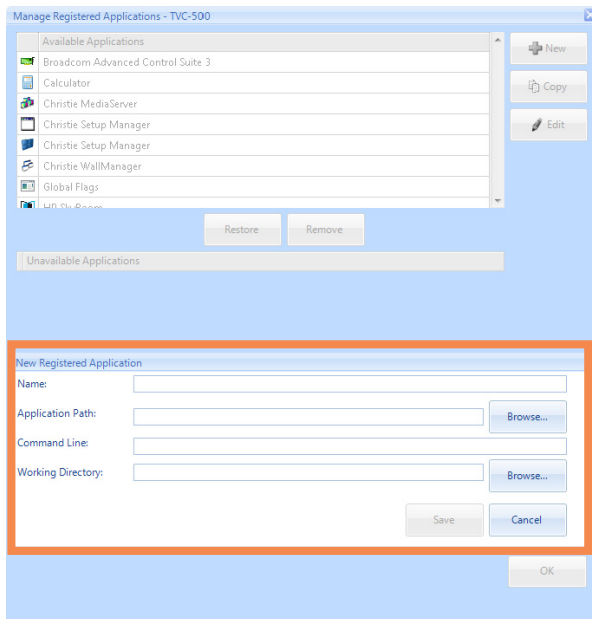 Manage Registered Applications - TVC-500
Available Applications
Broadcom Advanced Control Suite 3
Calculator
Christie MediaServer
Christie Setup Manager
Christie Setup Manager
Christie WallManager
Global Flags
HP SkyRoom
New
Copy
Edit
Restore
Remove
Unavailable Applications
New Registered Application
Name:
Application Path:
Browse...
Command Line:
Working Directory:
Browse...
Save
Cancel
OK